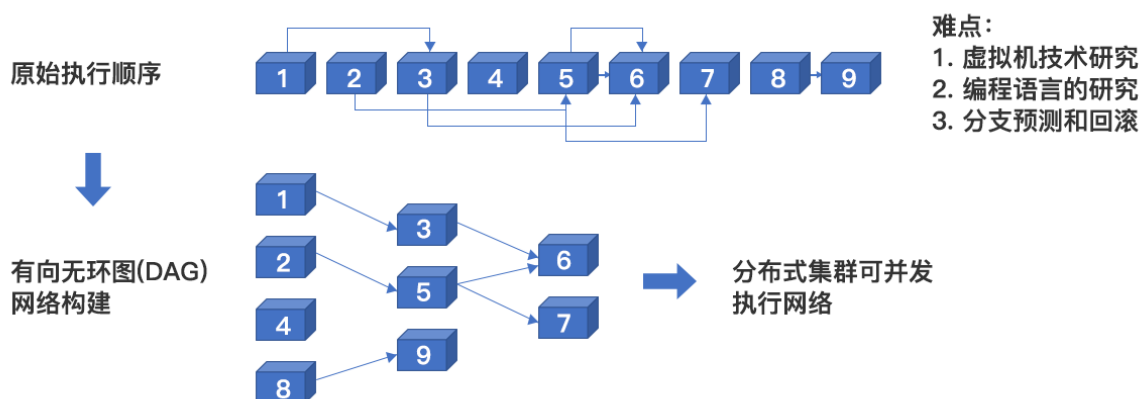 难点：
1. 虚拟机技术研究
2. 编程语言的研究
3. 分支预测和回滚
原始执行顺序
1 2 3 4 5 6 7 8 9
有向无环图(DAG)
网络构建
1
3
2
6
5
4
7
9
8
分布式集群可并发
执行网络